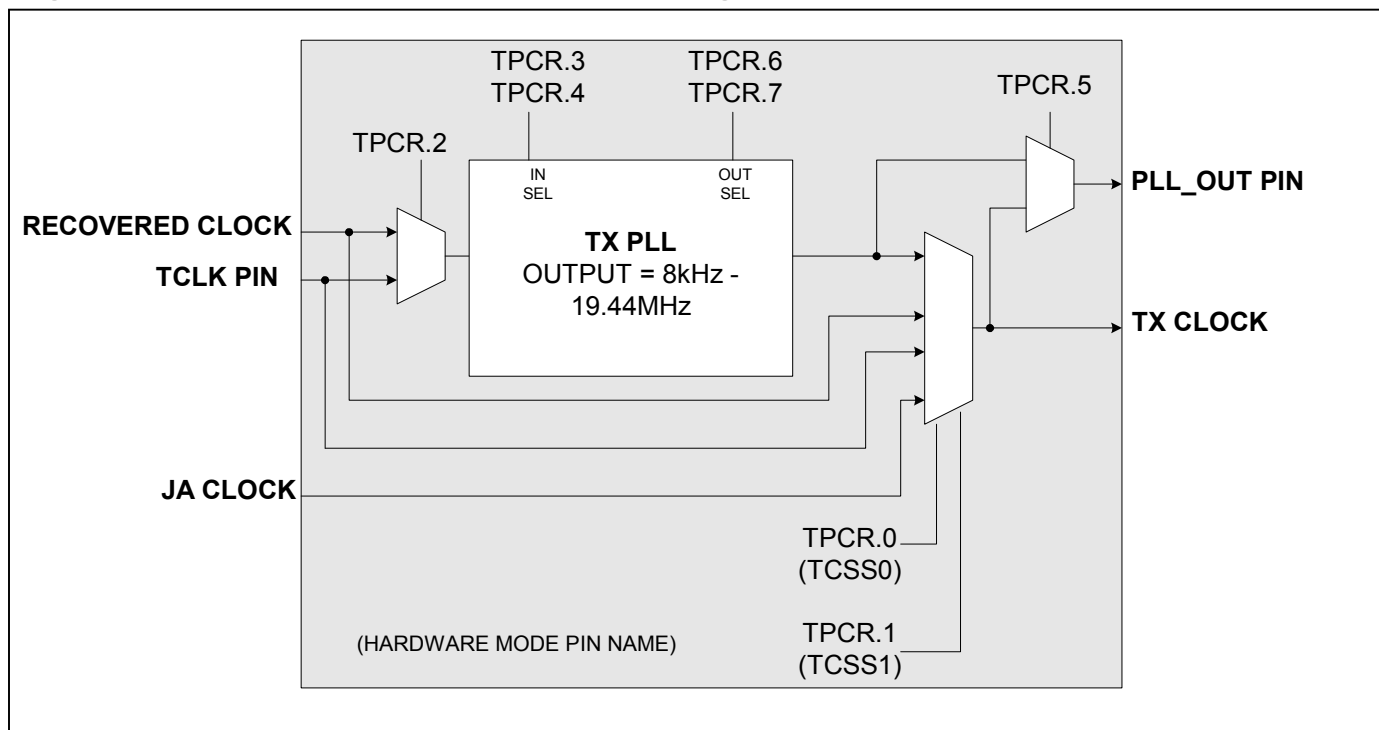 TPCR.3
TPCR.4
TPCR.6
TPCR.7
TPCR.5
TPCR.2
IN
SEL
OUT
SEL
PLL_OUT PIN
RECOVERED CLOCK
TX PLL
OUTPUT = 8kHz -
19.44MHz
TCLK PIN
TX CLOCK
JA CLOCK
TPCR.0
(TCSS0)
TPCR.1
(TCSS1)
(HARDWARE MODE PIN NAME)